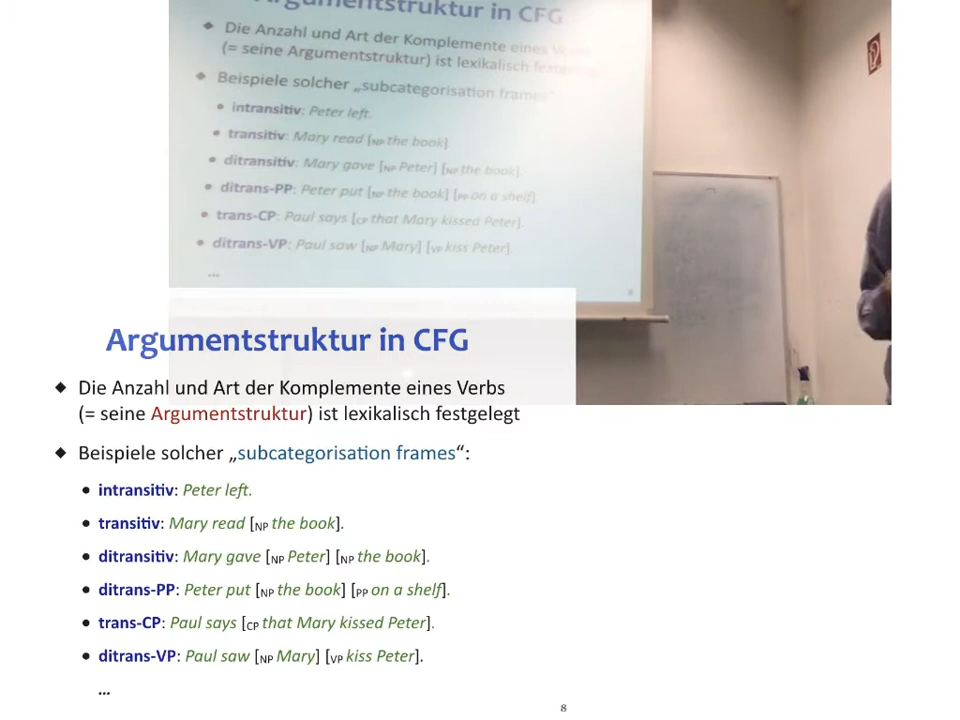 Argumentstruktur in CFG
◆ Die Anzahl und Art der Komplemente eines Verbs
(= seine Argumentstruktur) ist lexikalisch festgelegt
◆ Beispiele solcher „subcategorisation frames“
• intransitiv: Peter left.
• transitiv: Mary read [NP the book]
• ditransitiv: Mary gave [NP Peter] [NP the book].
• ditrans-PP: Peter put [NP the book] [PP on a shelf]
• trans-CP: Paul says [CP that Mary kissed Peter].
• ditrans-VP: Paul saw [NP Mary] [VP kiss Peter].
...
8
Argumentstruktur in CFG
◆ Die Anzahl und Art der Komplemente eines Verbs
(= seine Argumentstruktur) ist lexikalisch festgelegt
◆ Beispiele solcher „subcategorisation frames“:
• intransitiv: Peter left.
• transitiv: Mary read [NP the book].
• ditransitiv: Mary gave [NP Peter] [NP the book].
• ditrans-PP: Peter put [NP the book] [PP on a shelf].
• trans-CP: Paul says [CP that Mary kissed Peter].
• ditrans-VP: Paul saw [NP Mary] [VP kiss Peter].
...
8